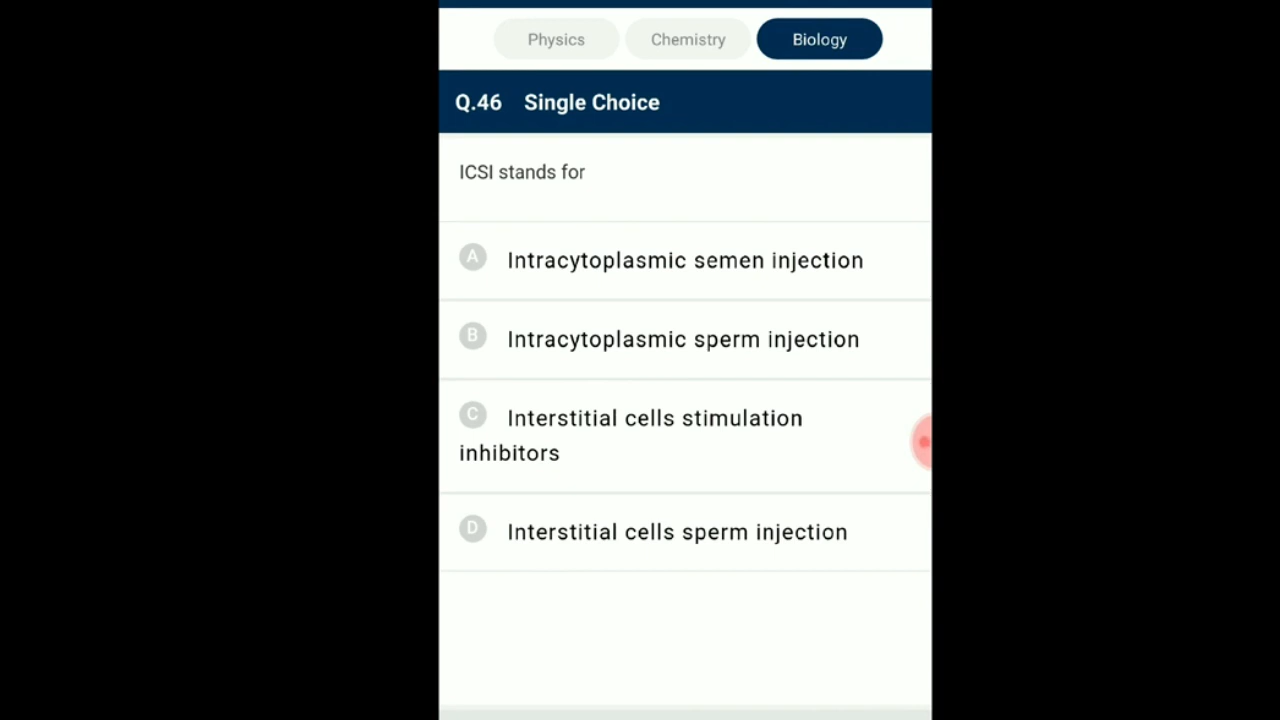 Physics Chemistry Biology
Q.46 Single Choice
ICSI stands for
A Intracytoplasmic semen injection
B Intracytoplasmic sperm injection
C Interstitial cells stimulation
inhibitors
D Interstitial cells sperm injection